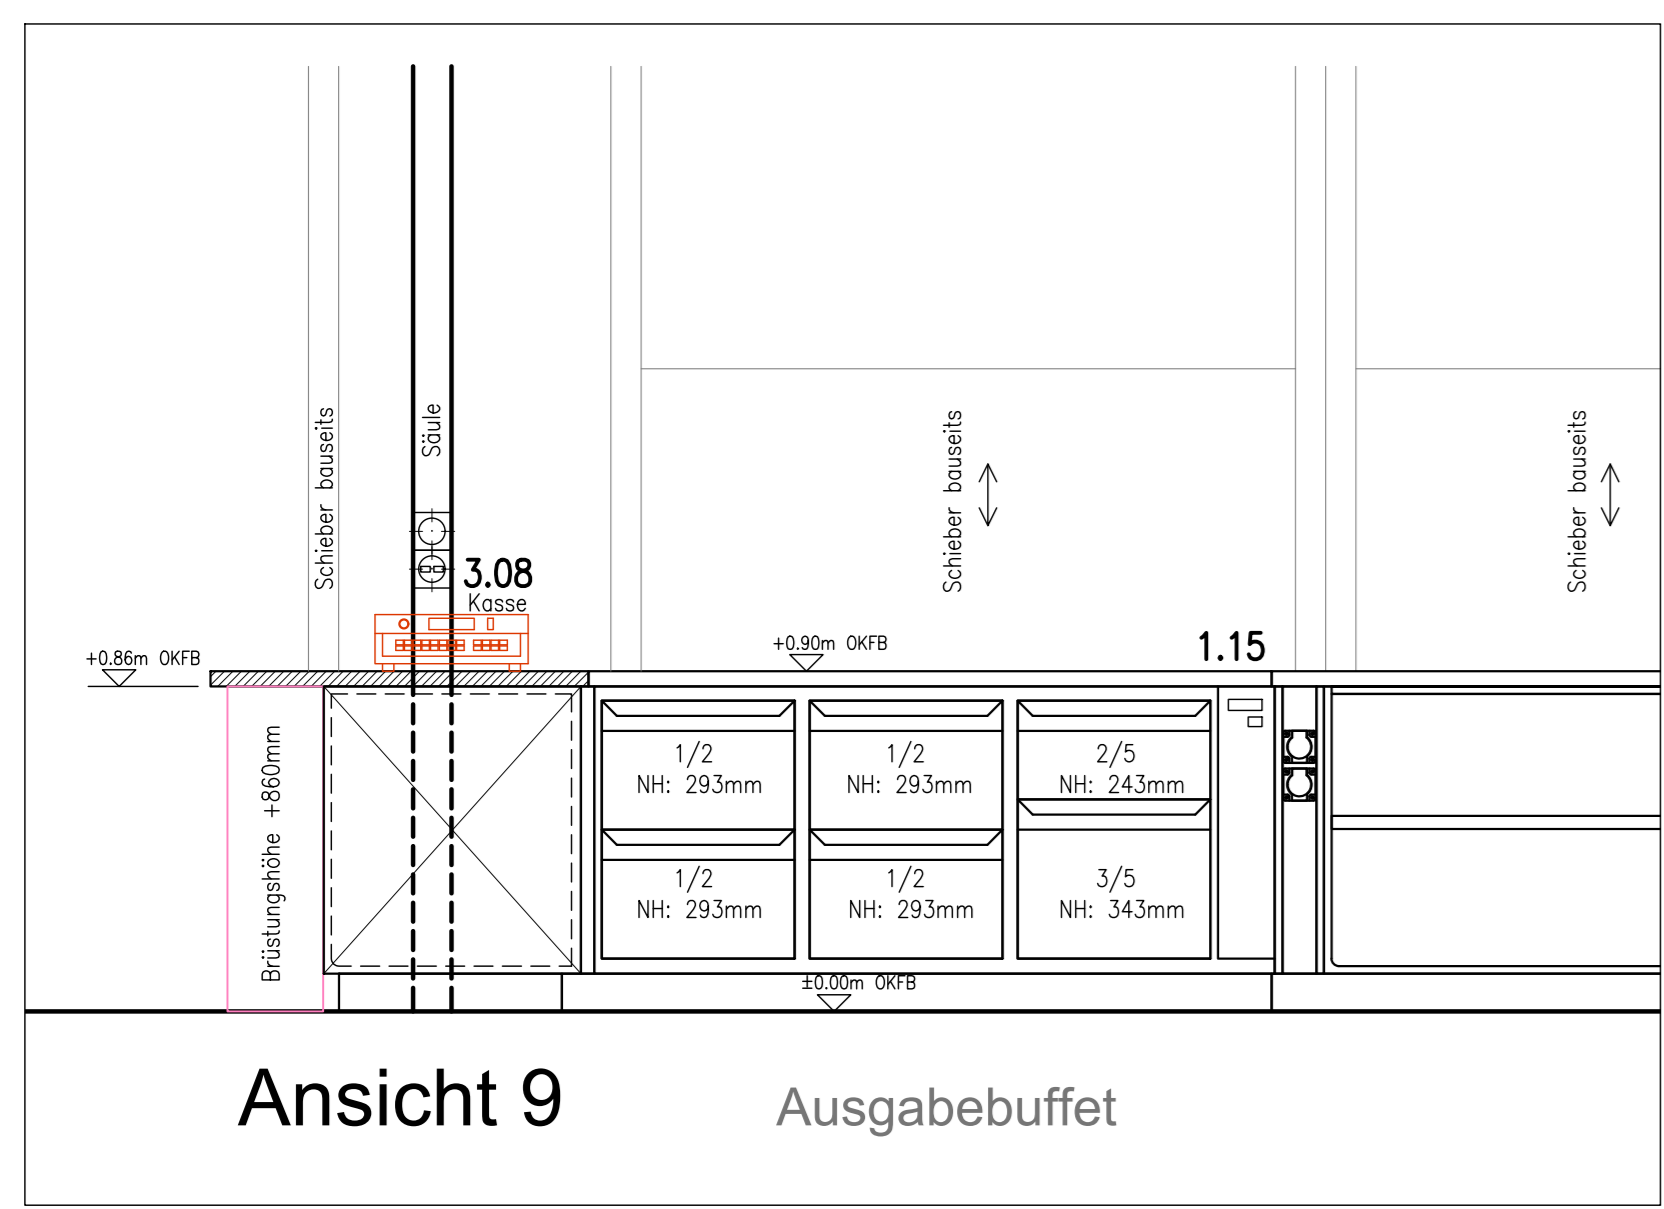 Schieber bauseits
Säule
Schieber bauseits
Schieber bauseits
3.08
Kasse
+0.86m OKFB
+0.90m OKFB
1.15
1/2
NH: 293mm
1/2
NH: 293mm
2/5
NH: 243mm
Brüstungshöhe +860mm
1/2
NH: 293mm
1/2
NH: 293mm
3/5
NH: 343mm
±0.00m OKFB
Ansicht 9
Ausgabebuffet